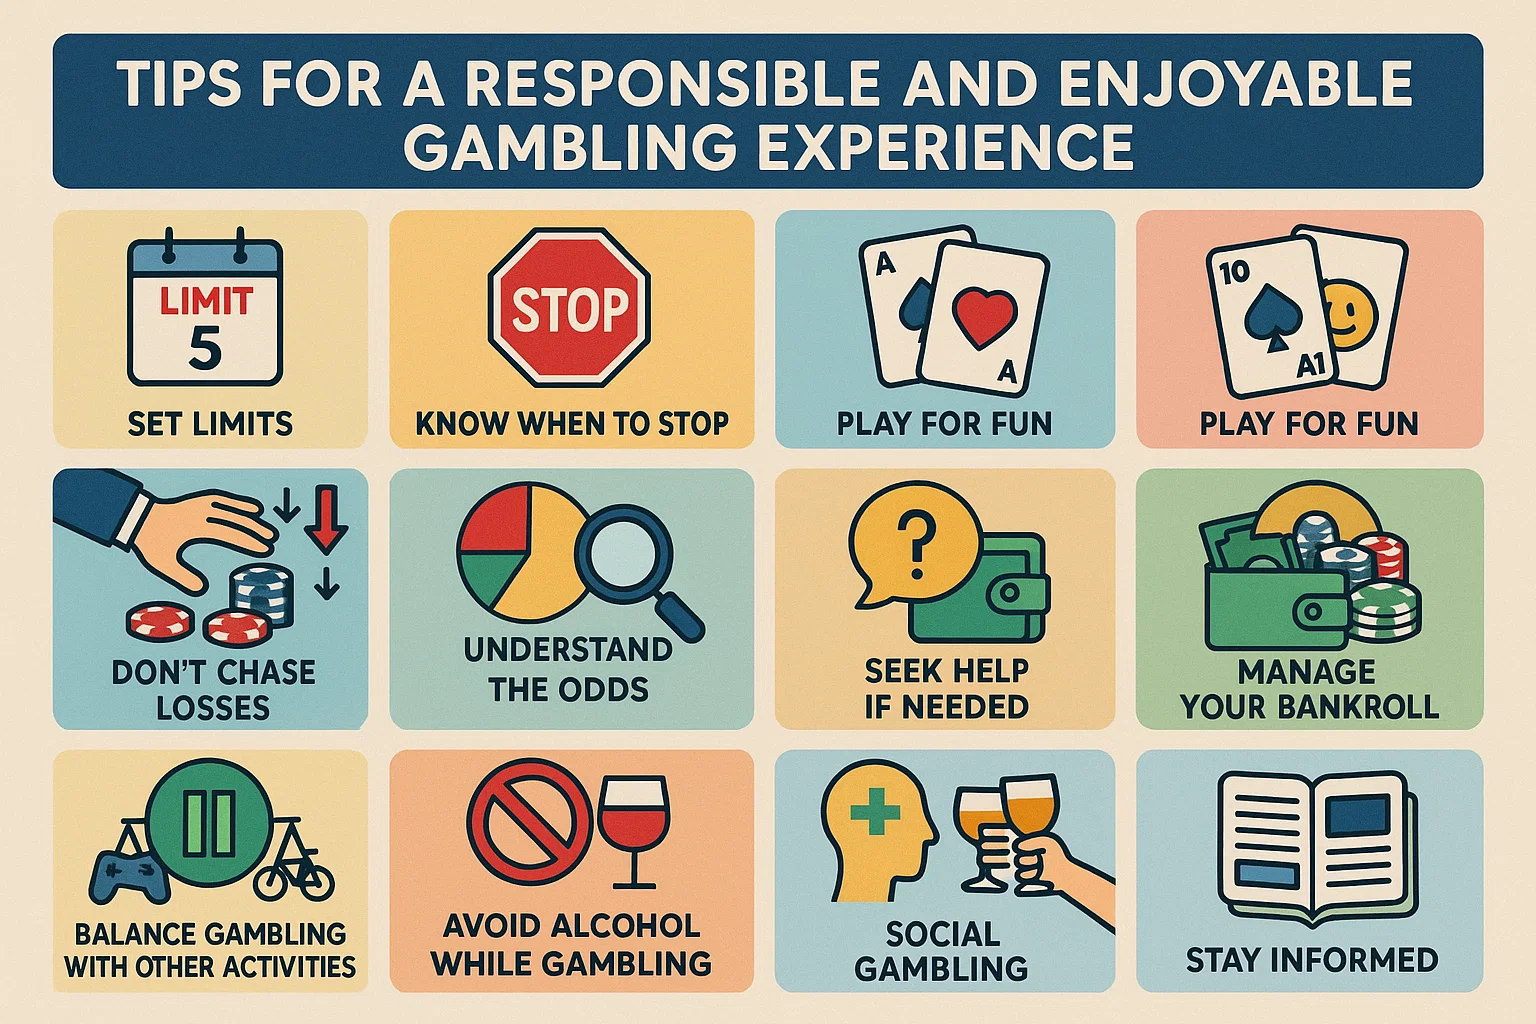 TIPS FOR A RESPONSIBLE AND ENJOYABLE
GAMBLING EXPERIENCE
LIMIT
5
SET LIMITS
STOP
KNOW WHEN TO STOP
A
A
PLAY FOR FUN
10
A1
PLAY FOR FUN
DON'T CHASE
LOSSES
UNDERSTAND
THE ODDS
?
SEEK HELP
IF NEEDED
MANAGE
YOUR BANKROLL
BALANCE GAMBLING
WITH OTHER ACTIVITIES
AVOID ALCOHOL
WHILE GAMBLING
SOCIAL
GAMBLING
STAY INFORMED